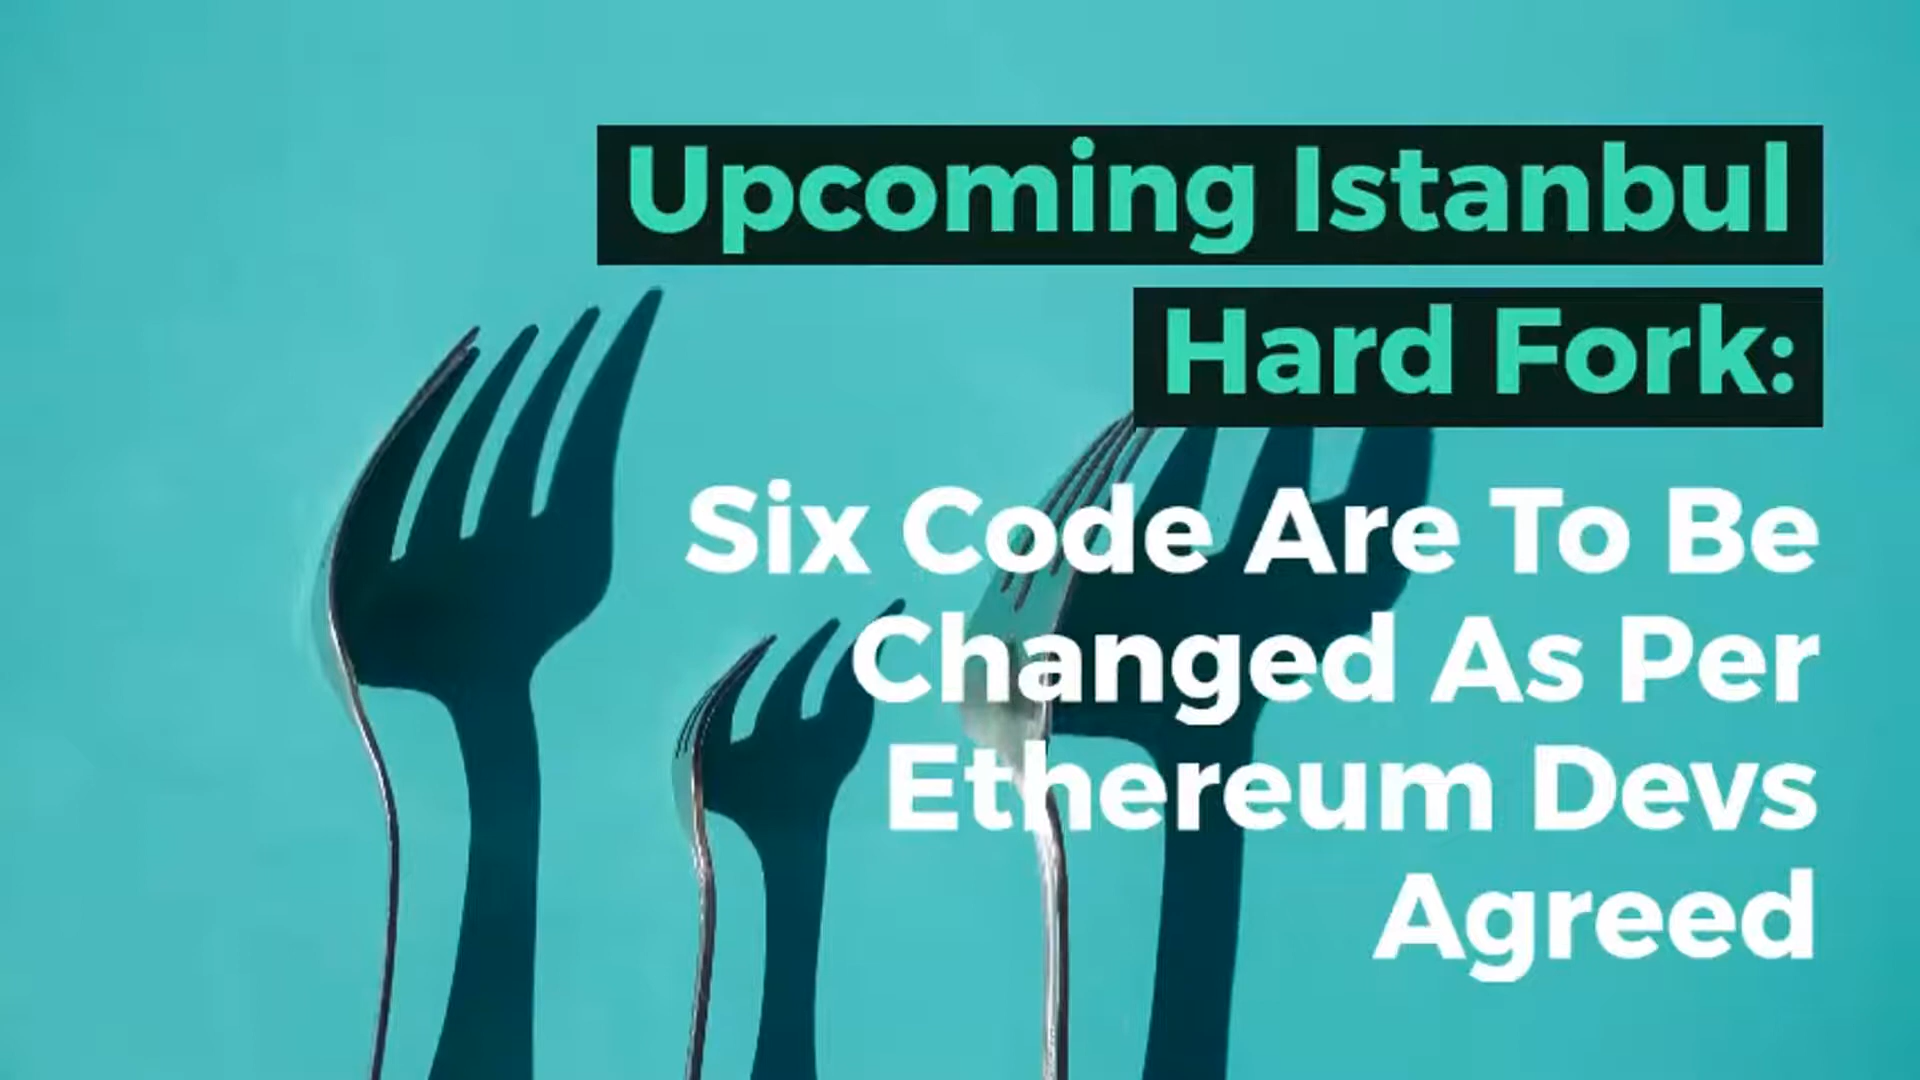 Upcoming Istanbul
Hard Fork:
Six Code Are To Be
Changed As Per
Ethereum Devs
Agreed